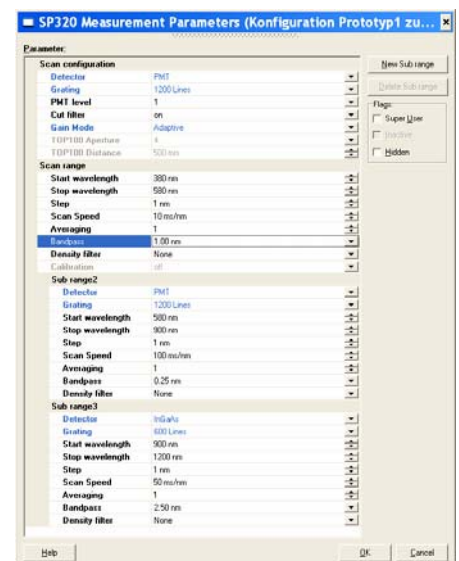 SP320 Measurement Parameters (Konfiguration Prototyp1 zu...
Parameter:
Scan configuration
Detector PMT
Grating 1200 Lines
PMT level 1
Cut filter on
Gain Mode Adaptive
TOP100 Aperture
TOP100 Distance 500 mm
Scan range
Start wavelength 380 nm
Stop wavelength 580 nm
Step 1 nm
Scan Speed 10 ms/nm
Averaging 1
Bandpass 1.00 nm
Density filter None
Calibration off
Sub range2
Detector PMT
Grating 1200 Lines
Start wavelength 580 nm
Stop wavelength 900 nm
Step 1 nm
Scan Speed 100 ms/nm
Averaging 1
Bandpass 0.25 nm
Density filter None
Sub range3
Detector InGaAs
Grating 600 Lines
Start wavelength 900 nm
Stop wavelength 1200 nm
Step 1 nm
Scan Speed 50 ms/nm
Averaging 1
Bandpass 2.50 nm
Density filter None
New Sub range
Delete Sub range
Flags:
Super User
Inactive
Hidden
Help
OK
Cancel